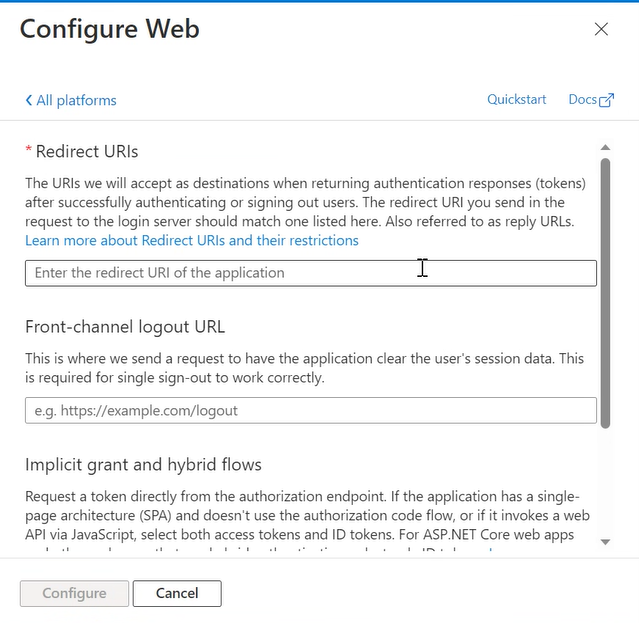 Configure Web
All platforms
Quickstart Docs
* Redirect URIs
The URIs we will accept as destinations when returning authentication responses (tokens)
after successfully authenticating or signing out users. The redirect URI you send in the
request to the login server should match one listed here. Also referred to as reply URLs.
Learn more about Redirect URIs and their restrictions
Enter the redirect URI of the application
Front-channel logout URL
This is where we send a request to have the application clear the user's session data. This
is required for single sign-out to work correctly.
e.g. https://example.com/logout
Implicit grant and hybrid flows
Request a token directly from the authorization endpoint. If the application has a single-
page architecture (SPA) and doesn't use the authorization code flow, or if it invokes a web
API via JavaScript, select both access tokens and ID tokens. For ASP.NET Core web apps
Configure
Cancel